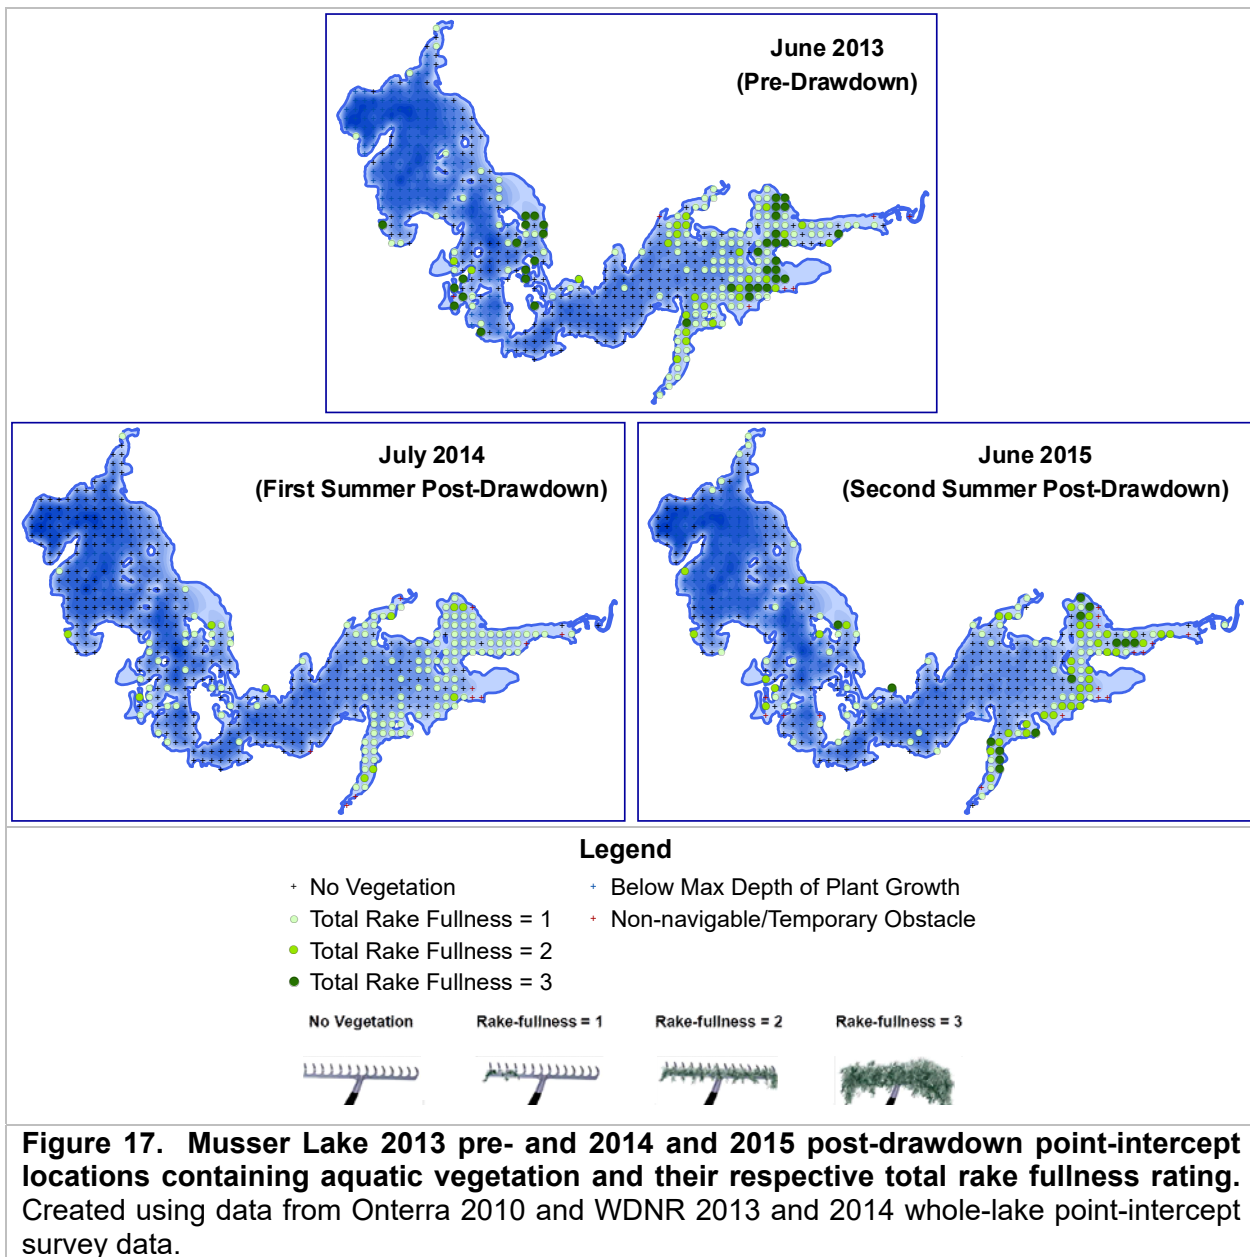 June 2013
(Pre-Drawdown)
July 2014
(First Summer Post-Drawdown)
June 2015
(Second Summer Post-Drawdown)
Legend
No Vegetation
Total Rake Fullness = 1
Total Rake Fullness = 2
Total Rake Fullness = 3
Below Max Depth of Plant Growth
Non-navigable/Temporary Obstacle
No Vegetation
Rake-fullness = 1
Rake-fullness = 2
Rake-fullness = 3
Figure 17. Musser Lake 2013 pre- and 2014 and 2015 post-drawdown point-intercept
locations containing aquatic vegetation and their respective total rake fullness rating.
Created using data from Onterra 2010 and WDNR 2013 and 2014 whole-lake point-intercept
survey data.